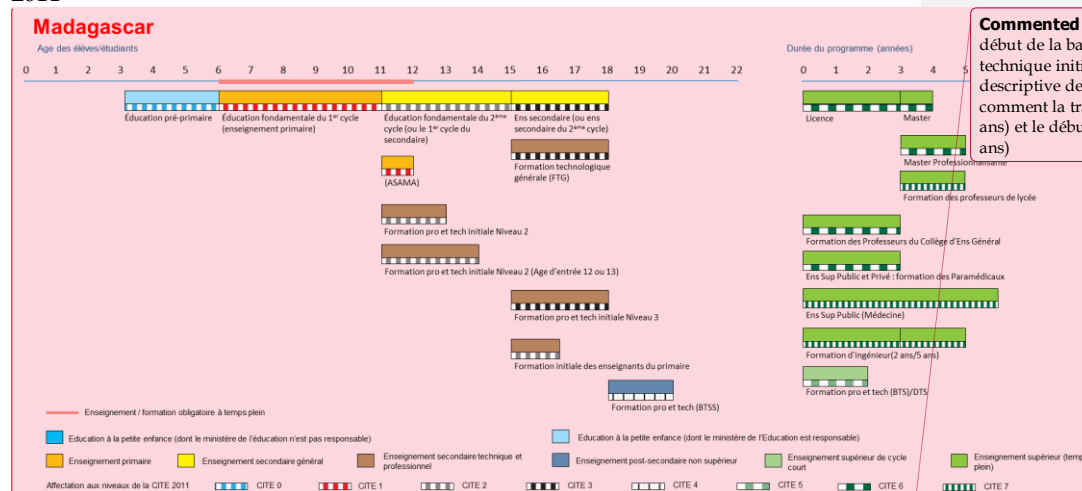 Madagascar
Age des élèves/étudiants
Durée du programme (années)
0 1 2 3 4 5 6 7 8 9 10 11 12 13 14 15 16 17 18 19 20 21 22
0 1 2 3 4 5
Commented
début de la ba
technique initi
descriptive de
comment la tr
ans) et le débu
ans)
Éducation pré-primaire
Éducation fondamentale du 1er cycle
(enseignement primaire)
Éducation fondamentale du 2ème
cycle (ou le 1er cycle du
secondaire)
Ens secondaire (ou ens
secondaire du 2ème cycle)
Licence
Master
(ASAMA)
Formation technologique
générale (FTG)
Master Professionnalisante
Formation des professeurs de lycée
Formation pro et tech initiale Niveau 2
Formation des Professeurs du Collège d'Ens Général
Formation pro et tech initiale Niveau 2 (Age d'entrée 12 ou 13)
Ens Sup Public et Privé : formation des Paramédicaux
Formation pro et tech initiale Niveau 3
Ens Sup Public (Médecine)
Formation initiale des enseignants du primaire
Formation d'ingénieur(2 ans/5 ans)
Formation pro et tech (BTSS)
Formation pro et tech (BTS)/DTS
Enseignement / formation obligatoire à temps plein
Education à la petite enfance (dont le ministère de l'éducation n'est pas responsable)
Education à la petite enfance (dont le ministère de l'Education est responsable)
Enseignement primaire
Enseignement secondaire général
Enseignement secondaire technique et
professionnel
Enseignement post-secondaire non supérieur
Enseignement supérieur de cycle
court
Enseignement supérieur (temp
plein)
Affectation aux niveaux de la CITE 2011
CITE 0
CITE 1
CITE 2
CITE 3
CITE 4
CITE 5
CITE 6
CITE 7